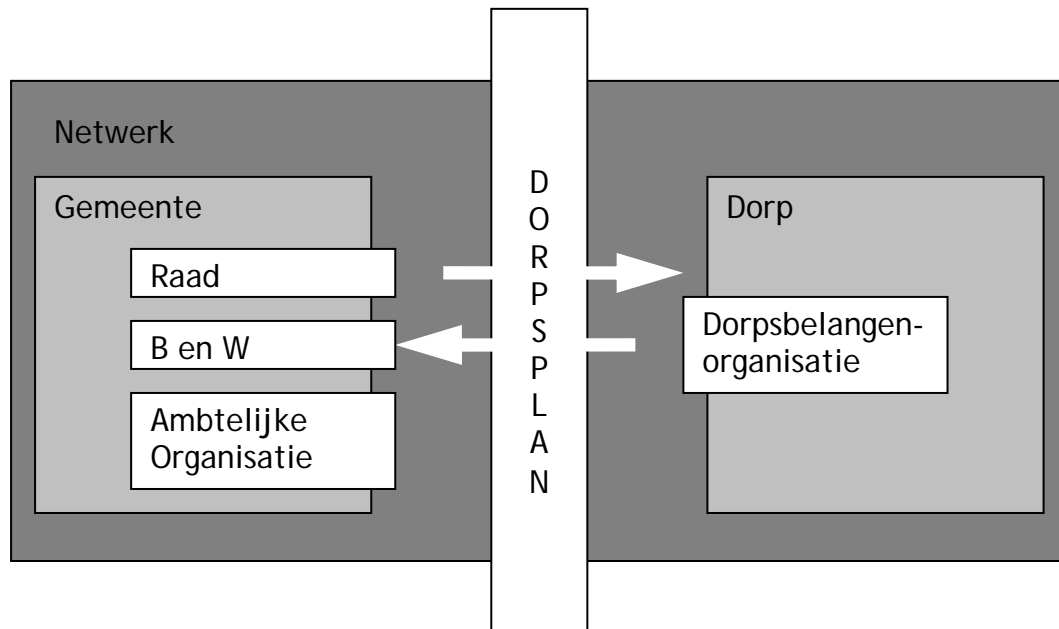 Netwerk
Gemeente
Raad
B en W
Ambtelijke
Organisatie
D
O
R
P
S
P
L
A
N
Dorp
Dorpsbelangen-
organisatie